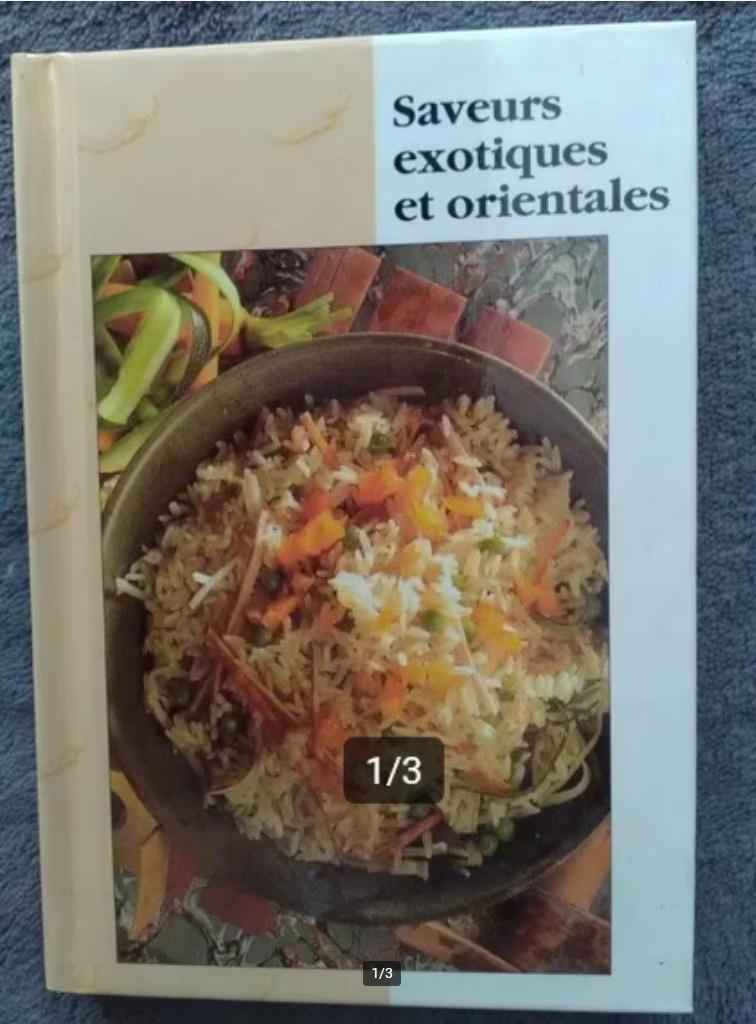 Saveurs
exotiques
et orientales
1/3
1/3